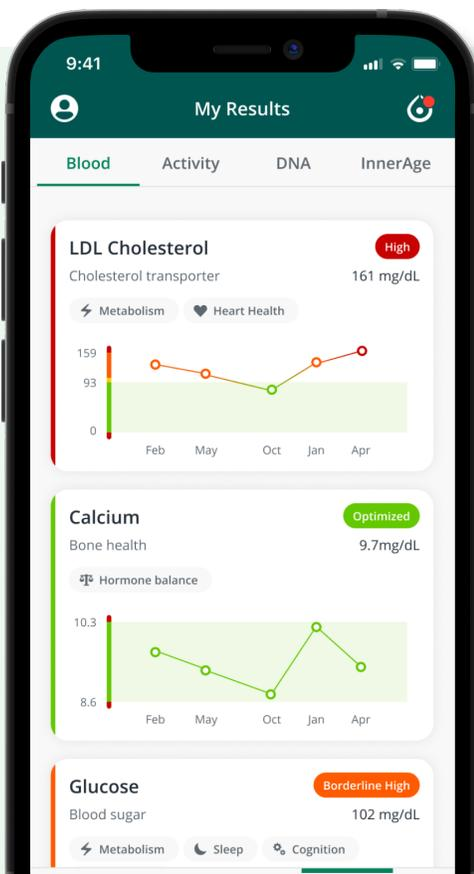 9:41
My Results
Blood Activity DNA InnerAge
LDL Cholesterol High
Cholesterol transporter 161 mg/dL
Metabolism Heart Health
159
93
0
Feb May Oct Jan Apr
Calcium Optimized
Bone health 9.7mg/dL
Hormone balance
10.3
8.6
Feb May Oct Jan Apr
Glucose Borderline High
Blood sugar 102 mg/dL
Metabolism Sleep Cognition